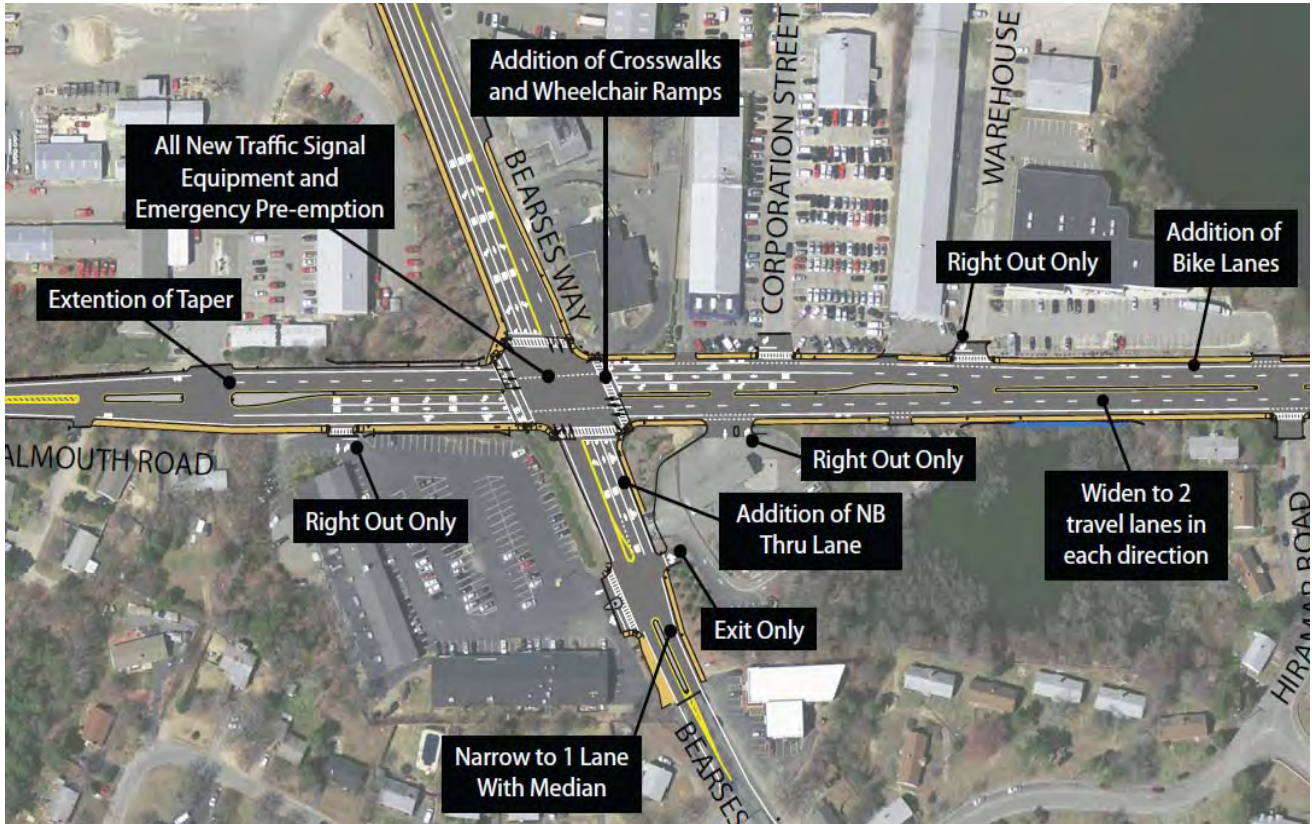 Addition of Crosswalks
and Wheelchair Ramps
CORPORATION STREET
WAREHOUSE
All New Traffic Signal
Equipment and
Emergency Pre-emption
BEARSES WAY
Right Out Only
Addition of
Bike Lanes
Extention of Taper
ALMOUTH ROAD
Right Out Only
Right Out Only
Addition of NB
Thru Lane
Widen to 2
travel lanes in
each direction
HIRAMAR ROAD
Exit Only
Narrow to 1 Lane
With Median
BEARSES